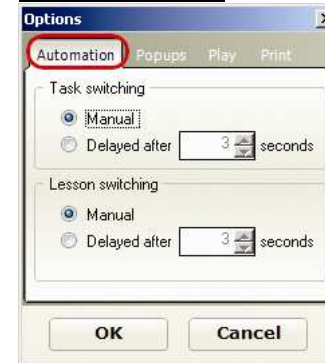 Options
Automation Popups Play Print
Task switching
Manual
Delayed after 3 seconds
Lesson switching
Manual
Delayed after 3 seconds
OK Cancel